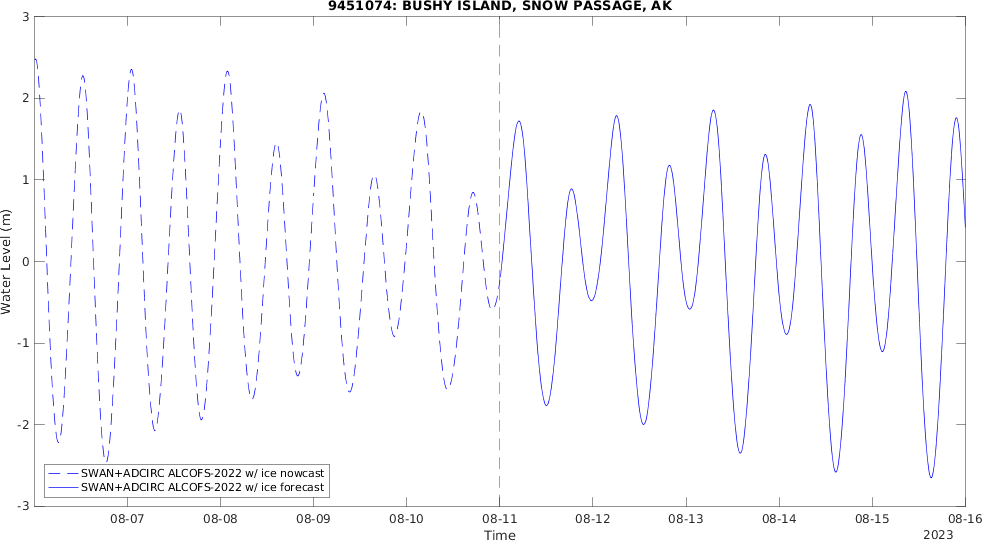 9451074: BUSHY ISLAND, SNOW PASSAGE, AK
3
2
1
0
-1
-2
-3
Water Level (m)
SWAN+ADCIRC ALCOFS-2022 w/ ice nowcast
SWAN+ADCIRC ALCOFS-2022 w/ ice forecast
08-07 08-08 08-09 08-10 08-11 08-12 08-13 08-14 08-15 08-16
Time
2023